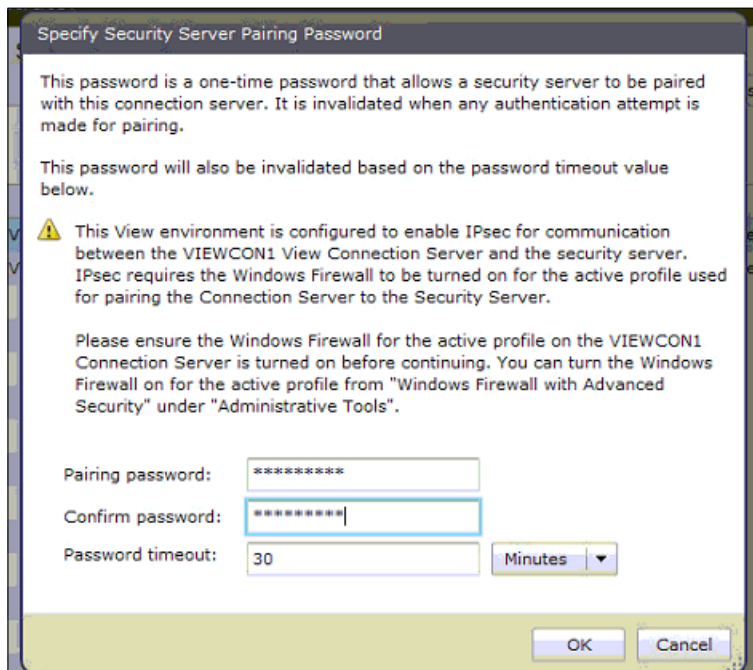 Specify Security Server Pairing Password
This password is a one-time password that allows a security server to be paired
with this connection server. It is invalidated when any authentication attempt is
made for pairing.
This password will also be invalidated based on the password timeout value
below.
This View environment is configured to enable IPsec for communication
between the VIEWCON1 View Connection Server and the security server.
IPsec requires the Windows Firewall to be turned on for the active profile used
for pairing the Connection Server to the Security Server.
Please ensure the Windows Firewall for the active profile on the VIEWCON1
Connection Server is turned on before continuing. You can turn the Windows
Firewall on for the active profile from "Windows Firewall with Advanced
Security" under "Administrative Tools".
Pairing password: *********
Confirm password: *********
Password timeout: 30 Minutes
OK Cancel